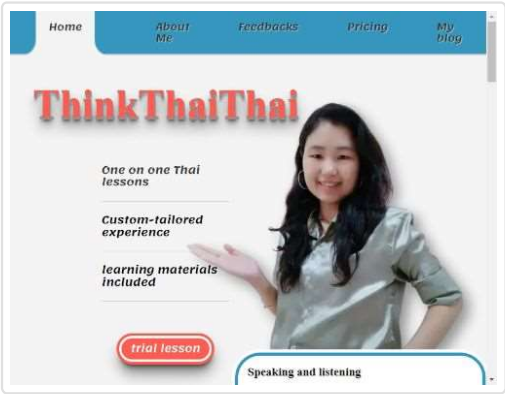 Home
About
Me
Feedbacks
Pricing
My
blog
ThinkThaiThai
One on one Thai
lessons
Custom-tailored
experience
learning materials
included
trial lesson
Speaking and listening